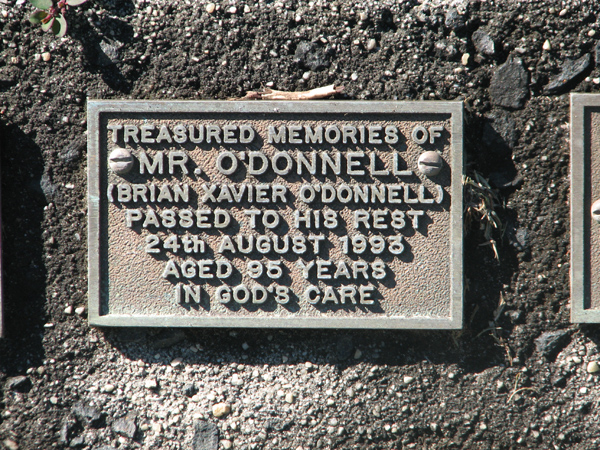 TREASURED MEMORIES OF
MR. O'DONNELL
(BRIAN XAVIER O'DONNELL)
PASSED TO HIS REST
24th AUGUST 1993
AGED 95 YEARS
IN GOD'S CARE